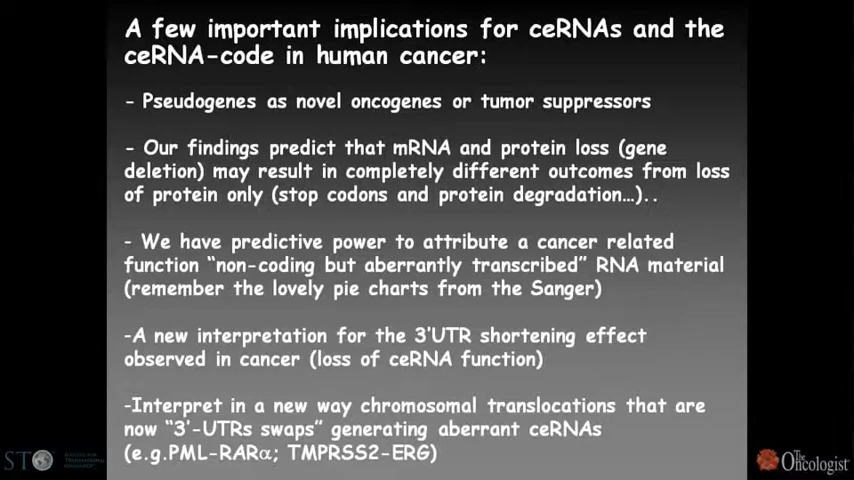 A few important implications for ceRNAs and the
ceRNA-code in human cancer:
- Pseudogenes as novel oncogenes or tumor suppressors
- Our findings predict that mRNA and protein loss (gene
deletion) may result in completely different outcomes from loss
of protein only (stop codons and protein degradation…)..
- We have predictive power to attribute a cancer related
function “non-coding but aberrantly transcribed” RNA material
(remember the lovely pie charts from the Sanger)
-A new interpretation for the 3’UTR shortening effect
observed in cancer (loss of ceRNA function)
-Interpret in a new way chromosomal translocations that are
now “3’-UTRs swaps” generating aberrant ceRNAs
(e.g.PML-RARα; TMPRSS2-ERG)
STO
The
Oncologist